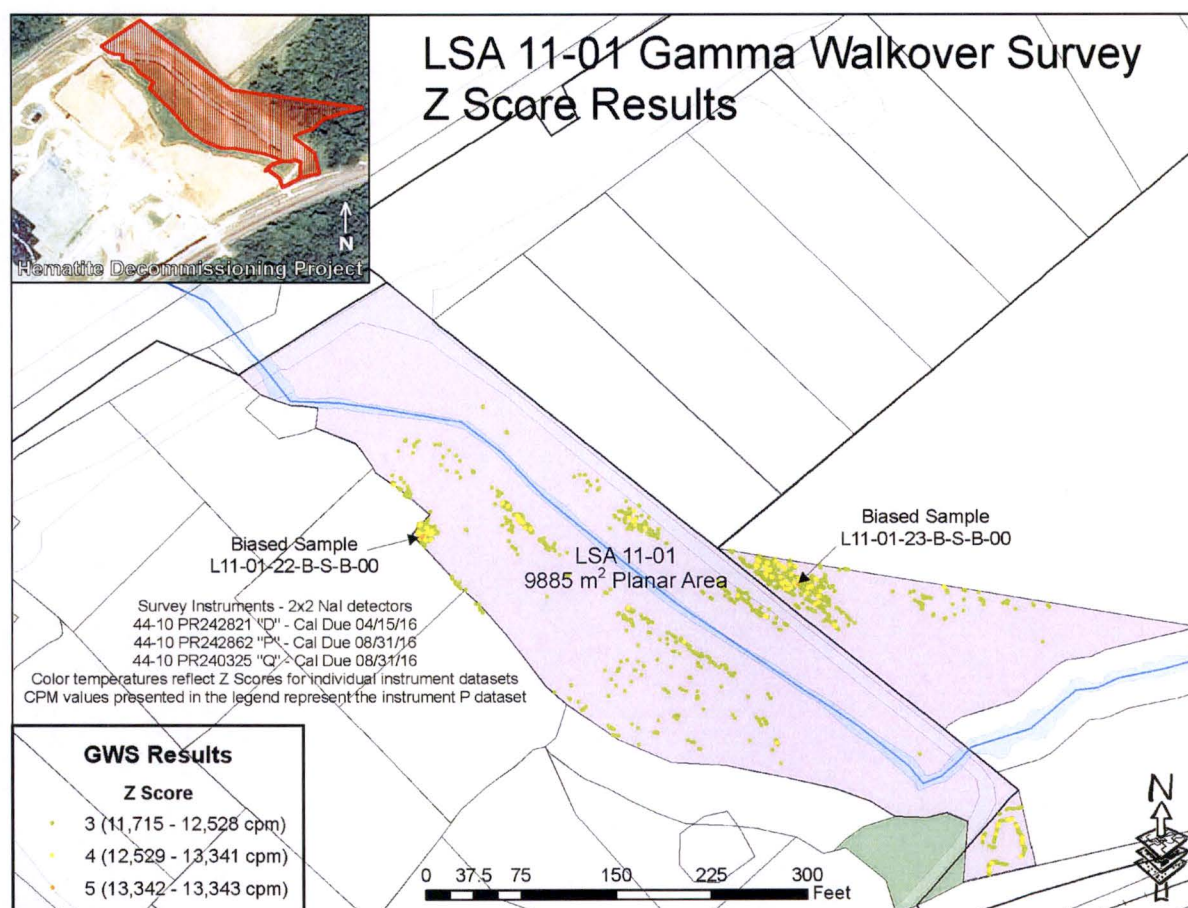 LSA 11-01 Gamma Walkover Survey
Z Score Results
N
Hematite Decommissioning Project
Biased Sample
L11-01-23-B-S-B-00
Biased Sample
L11-01-22-B-S-B-00
LSA 11-01
9885 m² Planar Area
Survey Instruments - 2x2 NaI detectors
44-10 PR242821 "D" - Cal Due 04/15/16
44-10 PR242862 "P" - Cal Due 08/31/16
44-10 PR240325 "Q" - Cal Due 08/31/16
Color temperatures reflect Z Scores for individual instrument datasets
CPM values presented in the legend represent the instrument P dataset
GWS Results
Z Score
3 (11,715 - 12,528 cpm)
4 (12,529 - 13,341 cpm)
5 (13,342 - 13,343 cpm)
0 37.5 75 150 225 300
Feet
N